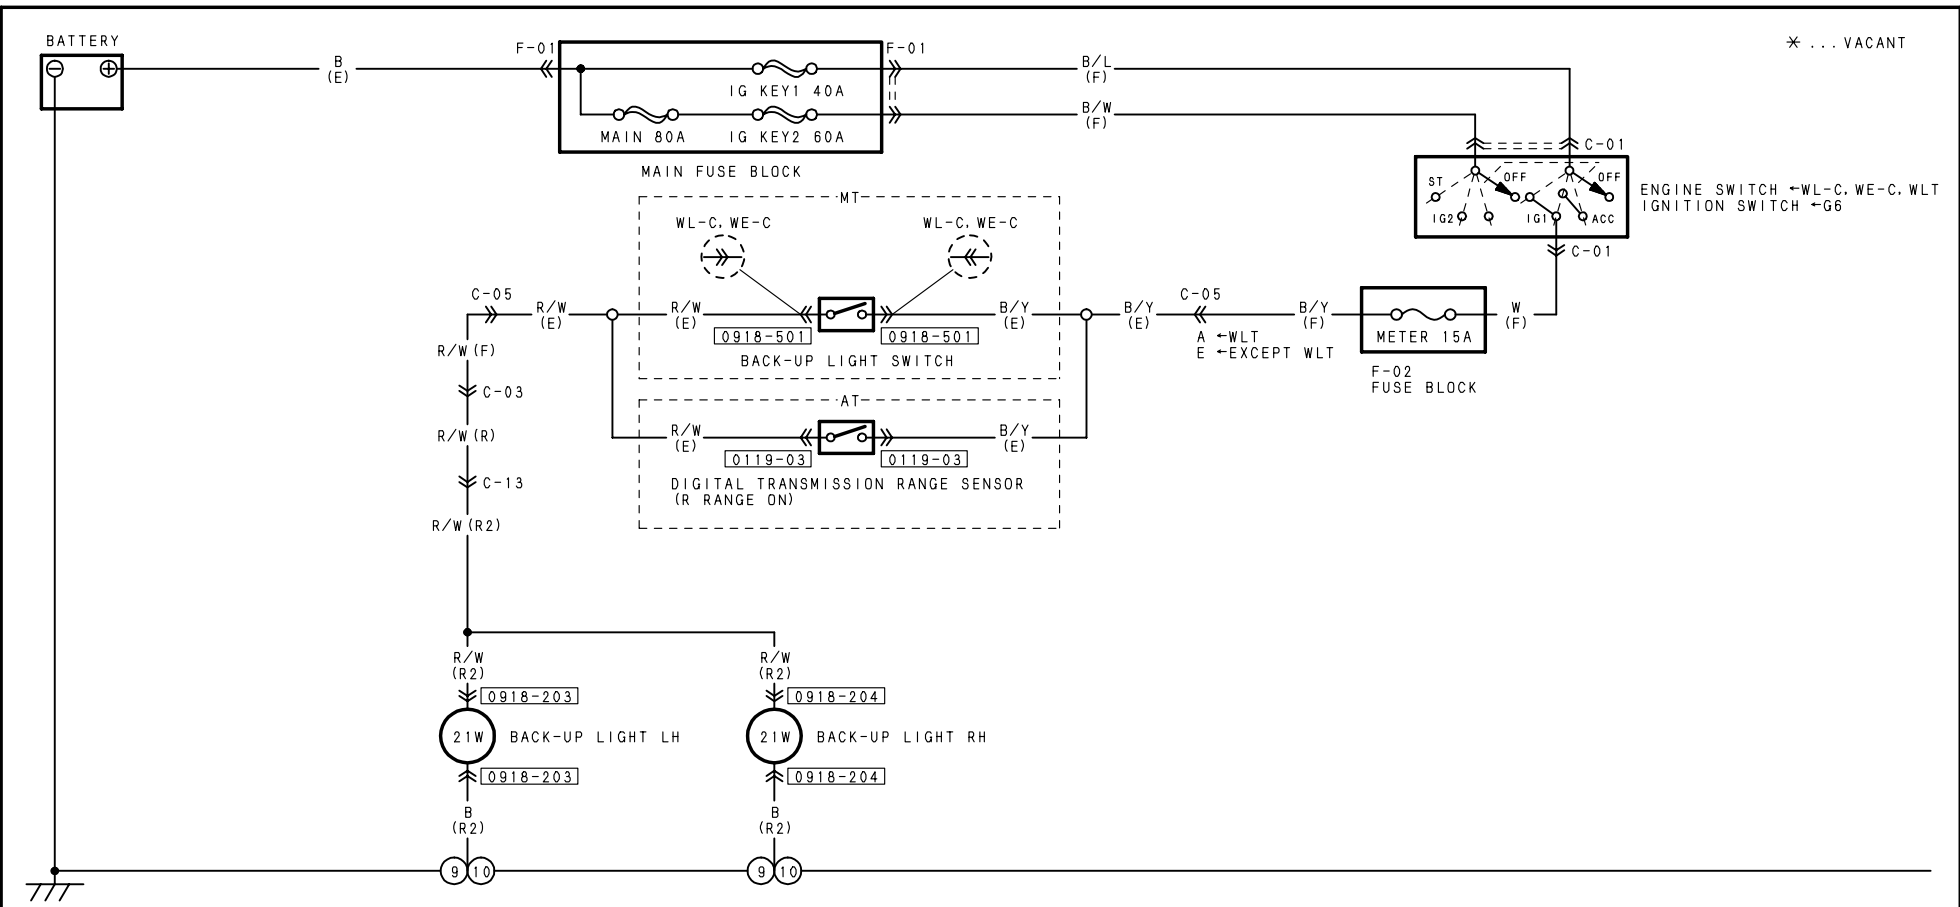 BATTERY
* ... VACANT
F-01
F-01
B
(E)
B/L
(F)
IG KEY1 40A
B/W
(F)
MAIN 80A
IG KEY2 60A
MAIN FUSE BLOCK
C-01
ST
OFF
OFF
IG2
IG1
ACC
ENGINE SWITCH ←WL-C, WE-C, WLT
IGNITION SWITCH ←G6
C-01
MT
WL-C, WE-C
WL-C, WE-C
C-05
R/W
(E)
R/W
(E)
B/Y
(E)
B/Y
(E)
C-05
B/Y
(F)
W
(F)
0918-501
0918-501
A ←WLT
E ←EXCEPT WLT
METER 15A
R/W(F)
BACK-UP LIGHT SWITCH
F-02
FUSE BLOCK
C-03
AT
R/W(R)
R/W
(E)
B/Y
(E)
0119-03
0119-03
C-13
DIGITAL TRANSMISSION RANGE SENSOR
(R RANGE ON)
R/W(R2)
R/W
(R2)
R/W
(R2)
0918-203
0918-204
21W
BACK-UP LIGHT LH
21W
BACK-UP LIGHT RH
0918-203
0918-204
B
(R2)
B
(R2)
9 10
9 10